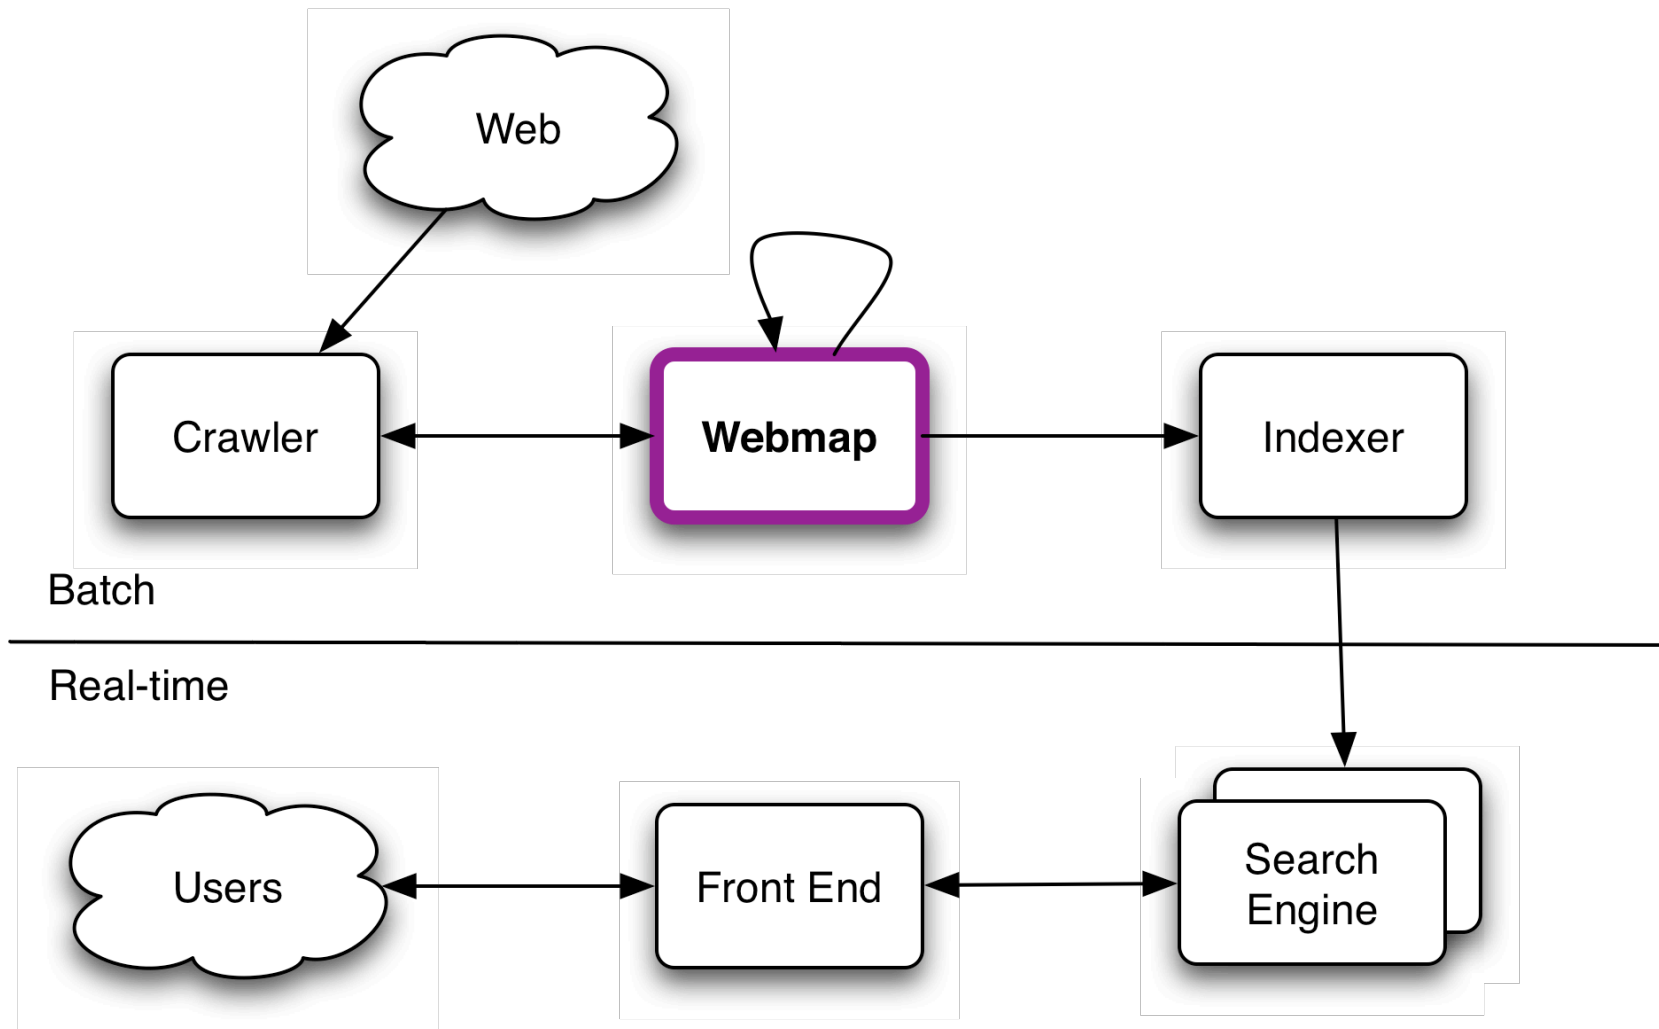 Web
Crawler
Webmap
Indexer
Batch
Real-time
Users
Front End
Search
Engine